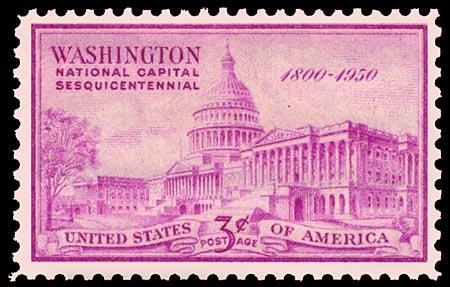 WASHINGTON
NATIONAL CAPITAL
SESQUICENTENNIAL
1800-1950
UNITED STATES 3¢ OF AMERICA
POSTAGE